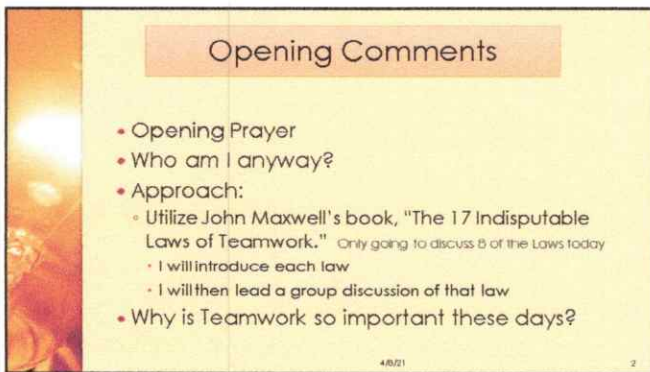 Opening Comments
• Opening Prayer
• Who am I anyway?
• Approach:
◦ Utilize John Maxwell's book, "The 17 Indisputable
Laws of Teamwork." Only going to discuss 8 of the Laws today
• I will introduce each law
• I will then lead a group discussion of that law
• Why is Teamwork so important these days?
4/8/21 2